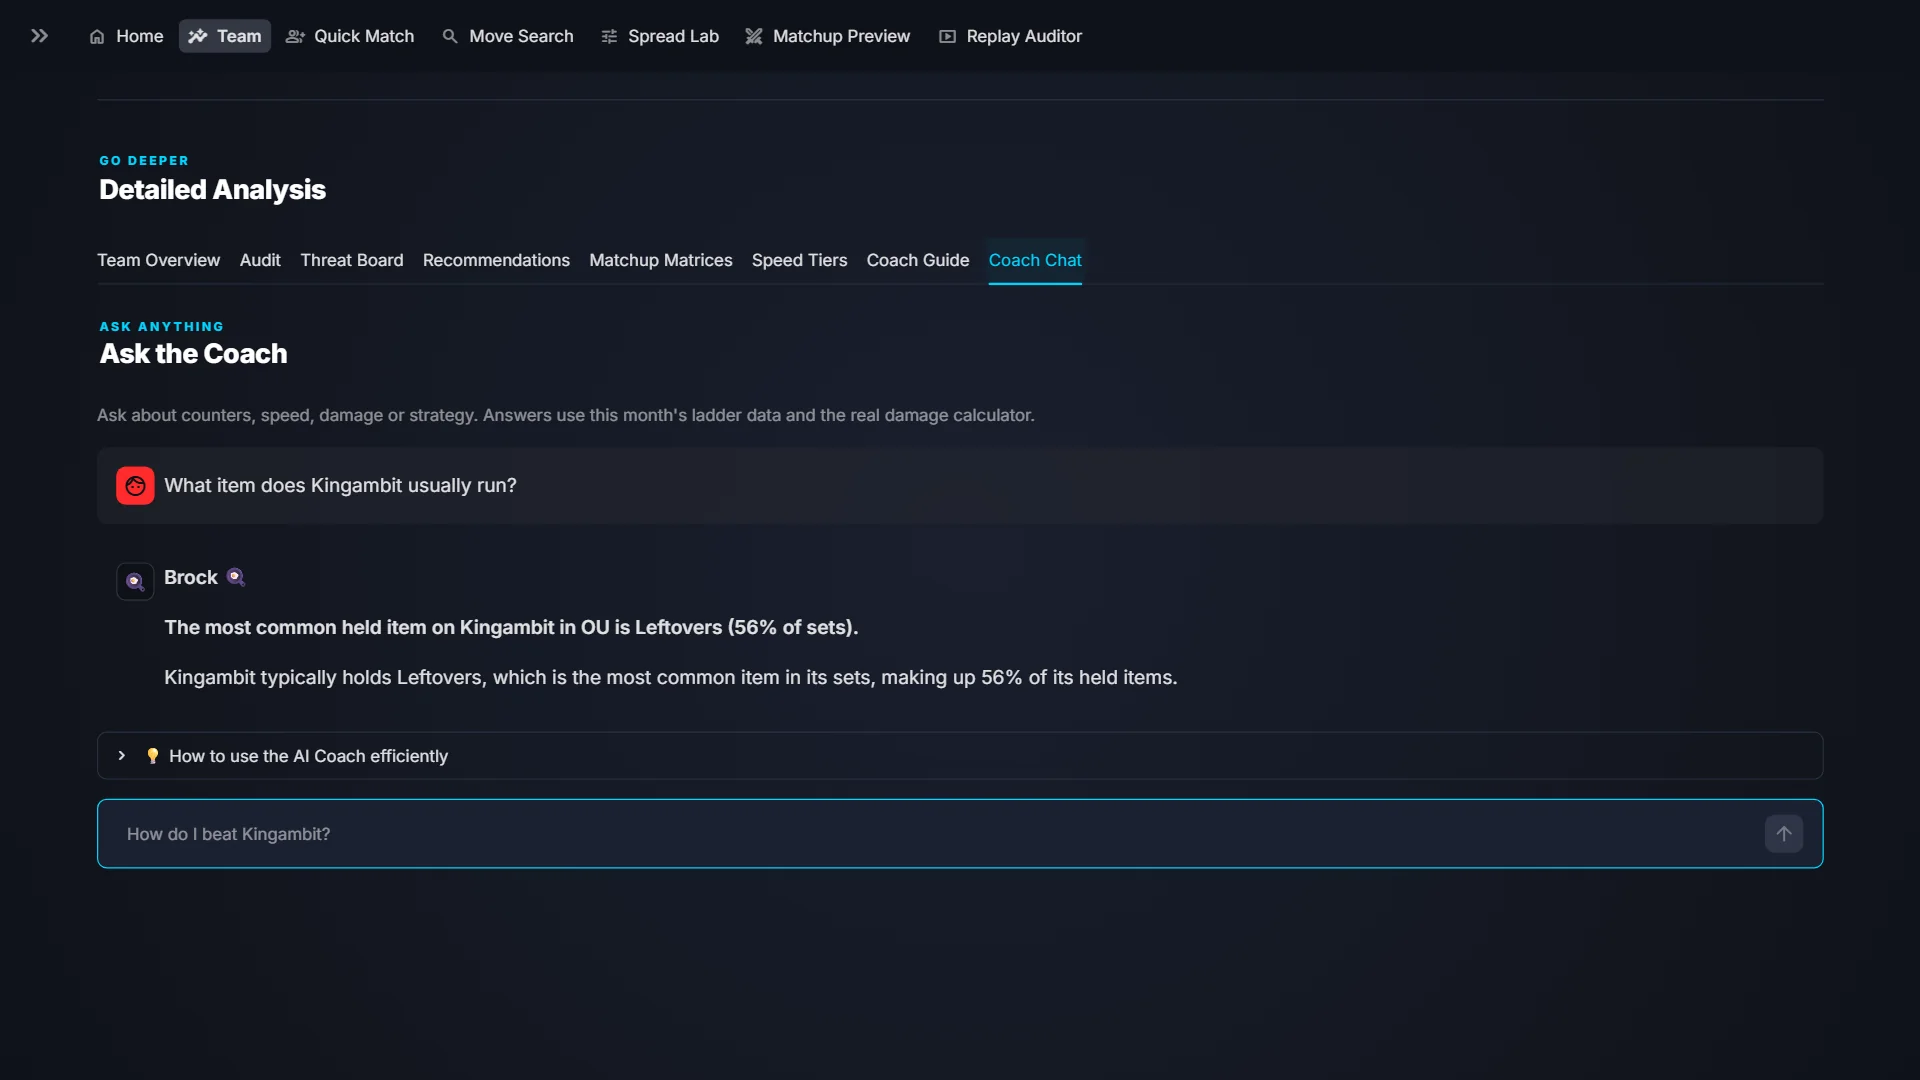 Home Team Quick Match Move Search Spread Lab Matchup Preview Replay Auditor
GO DEEPER
Detailed Analysis
Team Overview Audit Threat Board Recommendations Matchup Matrices Speed Tiers Coach Guide Coach Chat
ASK ANYTHING
Ask the Coach
Ask about counters, speed, damage or strategy. Answers use this month's ladder data and the real damage calculator.
What item does Kingambit usually run?
Brock
The most common held item on Kingambit in OU is Leftovers (56% of sets).
Kingambit typically holds Leftovers, which is the most common item in its sets, making up 56% of its held items.
How to use the AI Coach efficiently
How do I beat Kingambit?